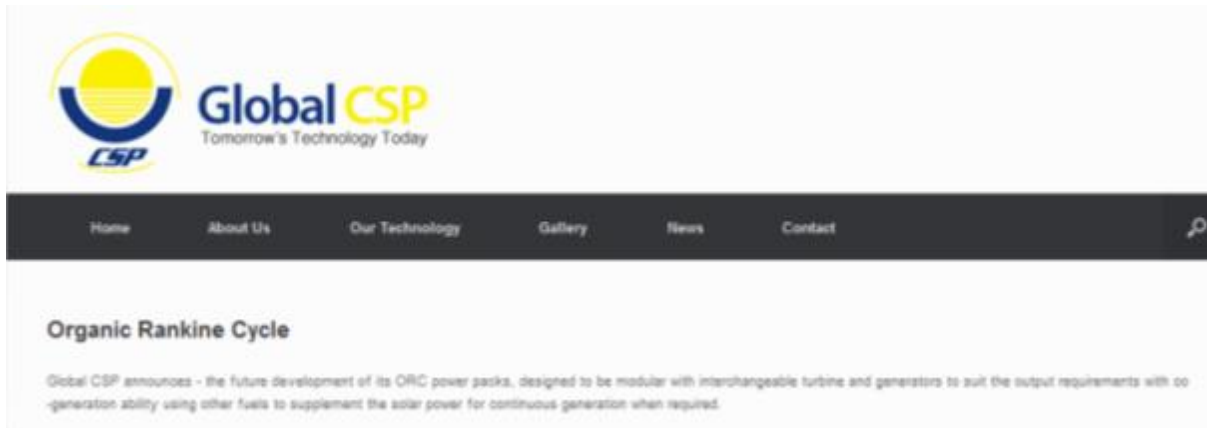 Global CSP
Tomorrow's Technology Today
CSP
Home About Us Our Technology Gallery News Contact
Organic Rankine Cycle
Global CSP announces - the future development of its ORC power packs, designed to be modular with interchangeable turbine and generators to suit the output requirements with co
-generation ability using other fuels to supplement the solar power for continuous generation when required.